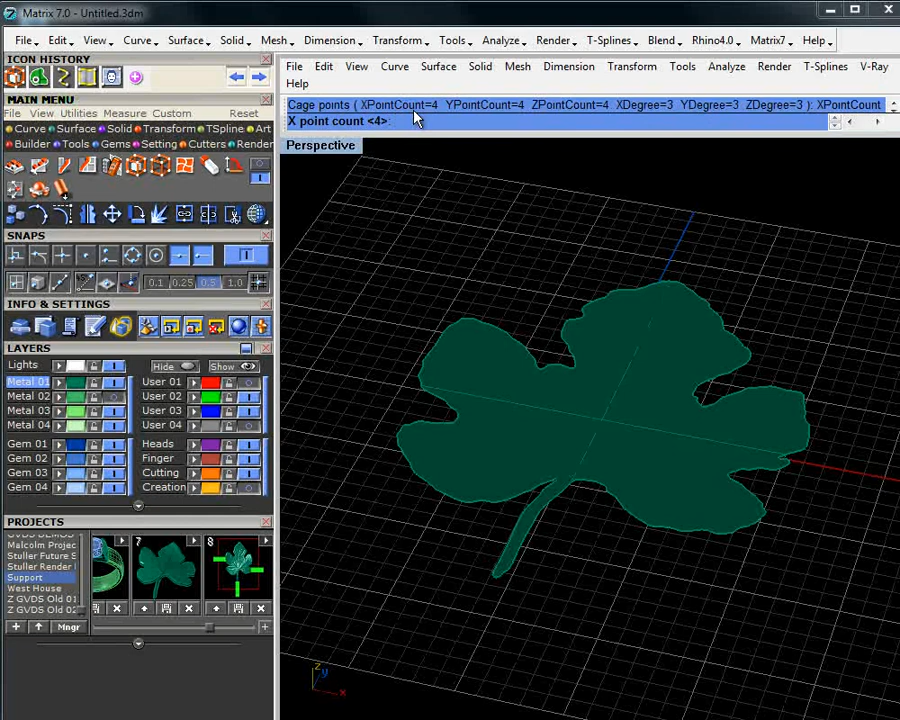 Matrix 7.0 - Untitled.3dm
File Edit View Curve Surface Solid Mesh Dimension Transform Tools Analyze Render T-Splines Blend Rhino4.0 Matrix7 Help
ICON HISTORY
MAIN MENU
File Utilities Metal
Curve Surface Solid Transform TSpline Art
Builder Tools Gems Setting Cutters Render
SNAPS
0.1 0.25 0.5 1.0
INFO & SETTINGS
LAYERS
Lights Hide Show
Metal 01 User 01
Metal 02 User 02
Metal 03 User 03
Metal 04 User 04
Gem 01 Heads
Gem 02 Finger
Gem 03 Cutting
Gem 04 Creation
PROJECTS
GVDS DEMOS
Malcolm Projec
Stuller Future S
Stuller Render I
Support
West House
Z GVDS Old 01
Z GVDS Old 02
7
8
+ Mngr
File Edit View Curve Surface Solid Mesh Dimension Transform Tools Analyze Render T-Splines V-Ray
Help
Cage points ( XPointCount=4 YPointCount=4 ZPointCount=4 XDegree=3 YDegree=3 ZDegree=3 ): XPointCount
X point count <4>:
Perspective
z
y
x